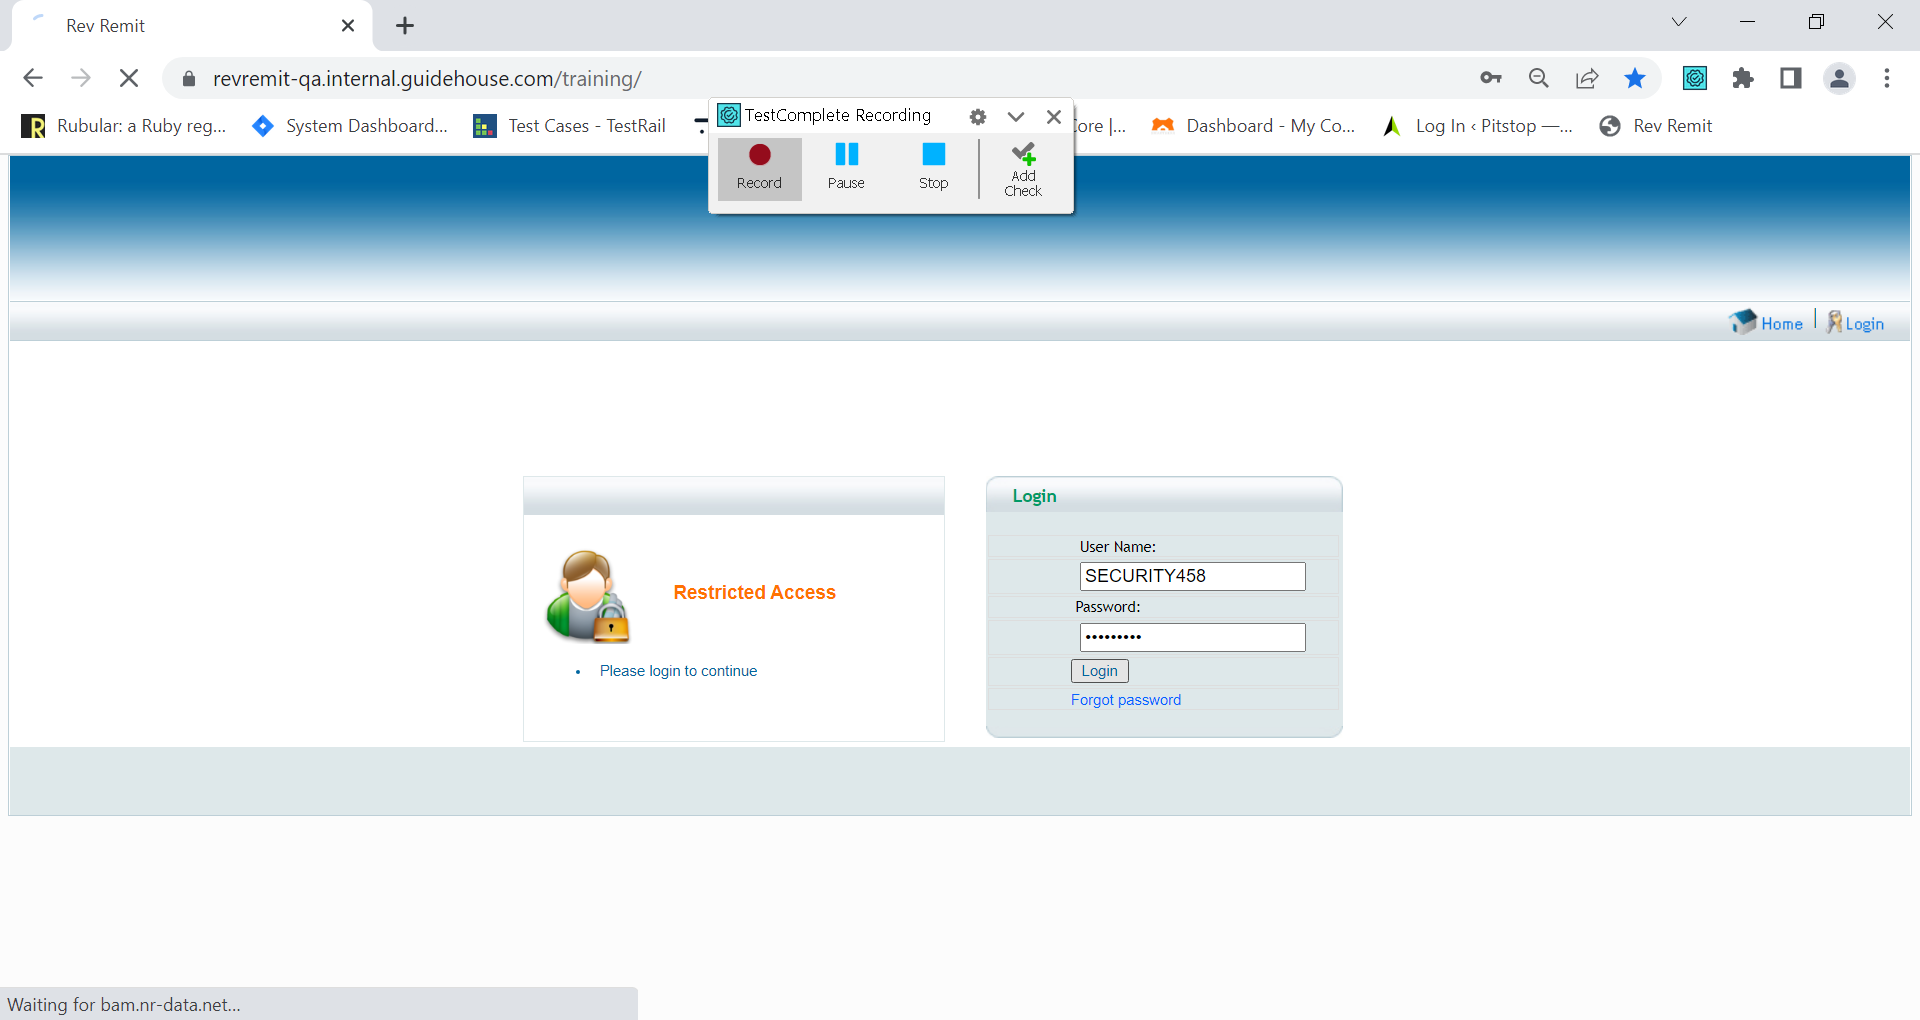 Rev Remit
revremit-qa.internal.guidehouse.com/training/
Rubular: a Ruby reg...
System Dashboard...
Test Cases - TestRail
Core |...
Dashboard - My Co...
Log In ‹ Pitstop —...
Rev Remit
TestComplete Recording
Record
Pause
Stop
Add
Check
Home
Login
Restricted Access
• Please login to continue
Login
User Name:
SECURITY458
Password:
•••••••••
Login
Forgot password
Waiting for bam.nr-data.net...